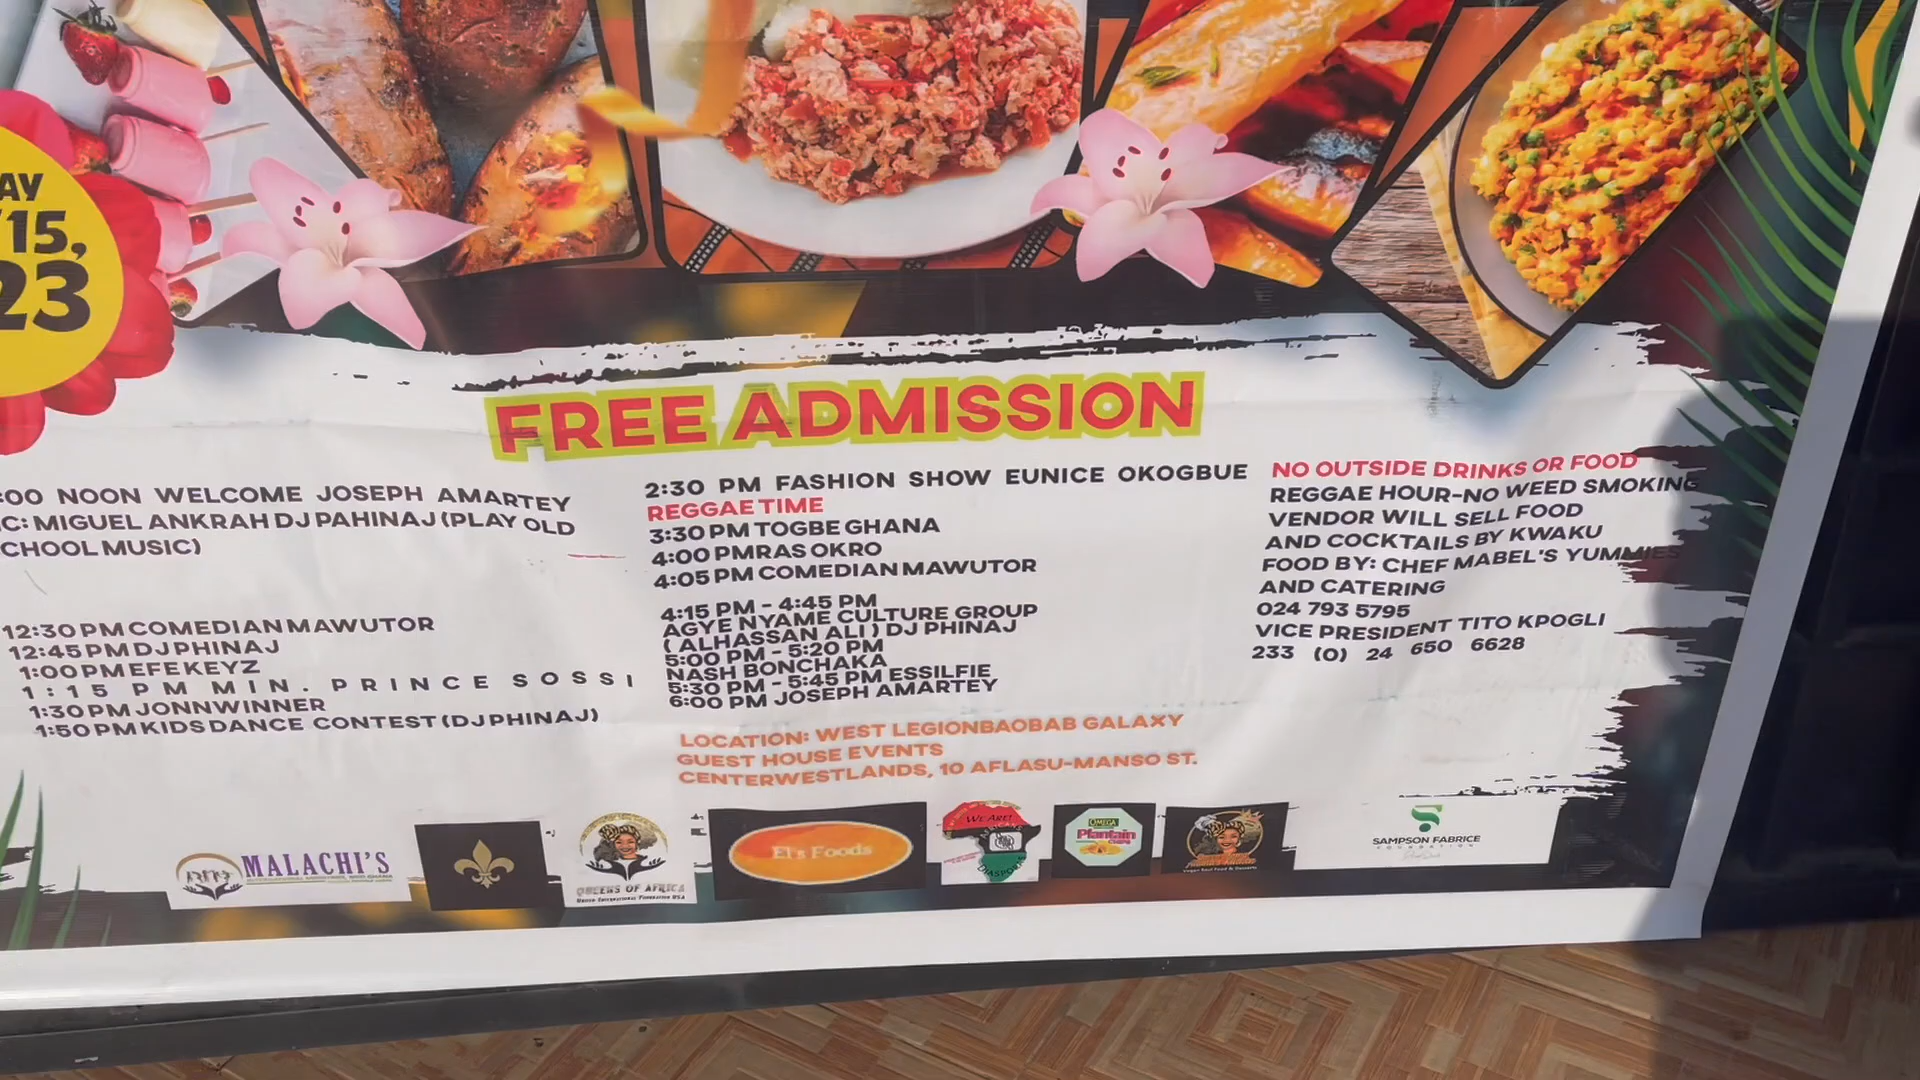 AY
/15,
23
FREE ADMISSION
:00 NOON WELCOME JOSEPH AMARTEY
C: MIGUEL ANKRAH DJ PAHINAJ (PLAY OLD
CHOOL MUSIC)
12:30 PM COMEDIAN MAWUTOR
12:45 PM DJ PHINAJ
1:00 PM EFE KEYZ
1:15 PM MIN. PRINCE SOSSI
1:30 PM JONNWINNER
1:50 PM KIDS DANCE CONTEST (DJ PHINAJ)
2:30 PM FASHION SHOW EUNICE OKOGBUE
REGGAE TIME
3:30 PM TOGBE GHANA
4:00 PM RAS OKRO
4:05 PM COMEDIAN MAWUTOR
4:15 PM - 4:45 PM
AGYE NYAME CULTURE GROUP
( ALHASSAN ALI ) DJ PHINAJ
5:00 PM - 5:20 PM
NASH BONCHAKA
5:30 PM - 5:45 PM ESSILFIE
6:00 PM JOSEPH AMARTEY
NO OUTSIDE DRINKS OR FOOD
REGGAE HOUR-NO WEED SMOKING
VENDOR WILL SELL FOOD
AND COCKTAILS BY KWAKU
FOOD BY: CHEF MABEL'S YUMMIES
AND CATERING
024 793 5795
VICE PRESIDENT TITO KPOGLI
233 (0) 24 650 6628
LOCATION: WEST LEGIONBAOBAB GALAXY
GUEST HOUSE EVENTS
CENTERWESTLANDS, 10 AFLASU-MANSO ST.
MALACHI'S
QUEENS OF AFRICA
El's Foods
WE ARE!
DIASPORA
OMEGA
Plantain
SAMPSON FABRICE
FOUNDATION